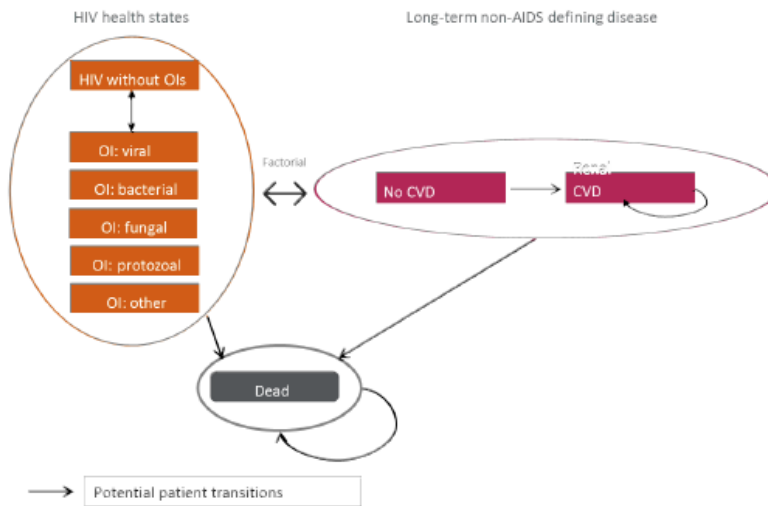 HIV health states
Long-term non-AIDS defining disease
HIV without OIs
OI: viral
OI: bacterial
OI: fungal
OI: protozoal
OI: other
Factorial
No CVD
Renal
CVD
Dead
Potential patient transitions